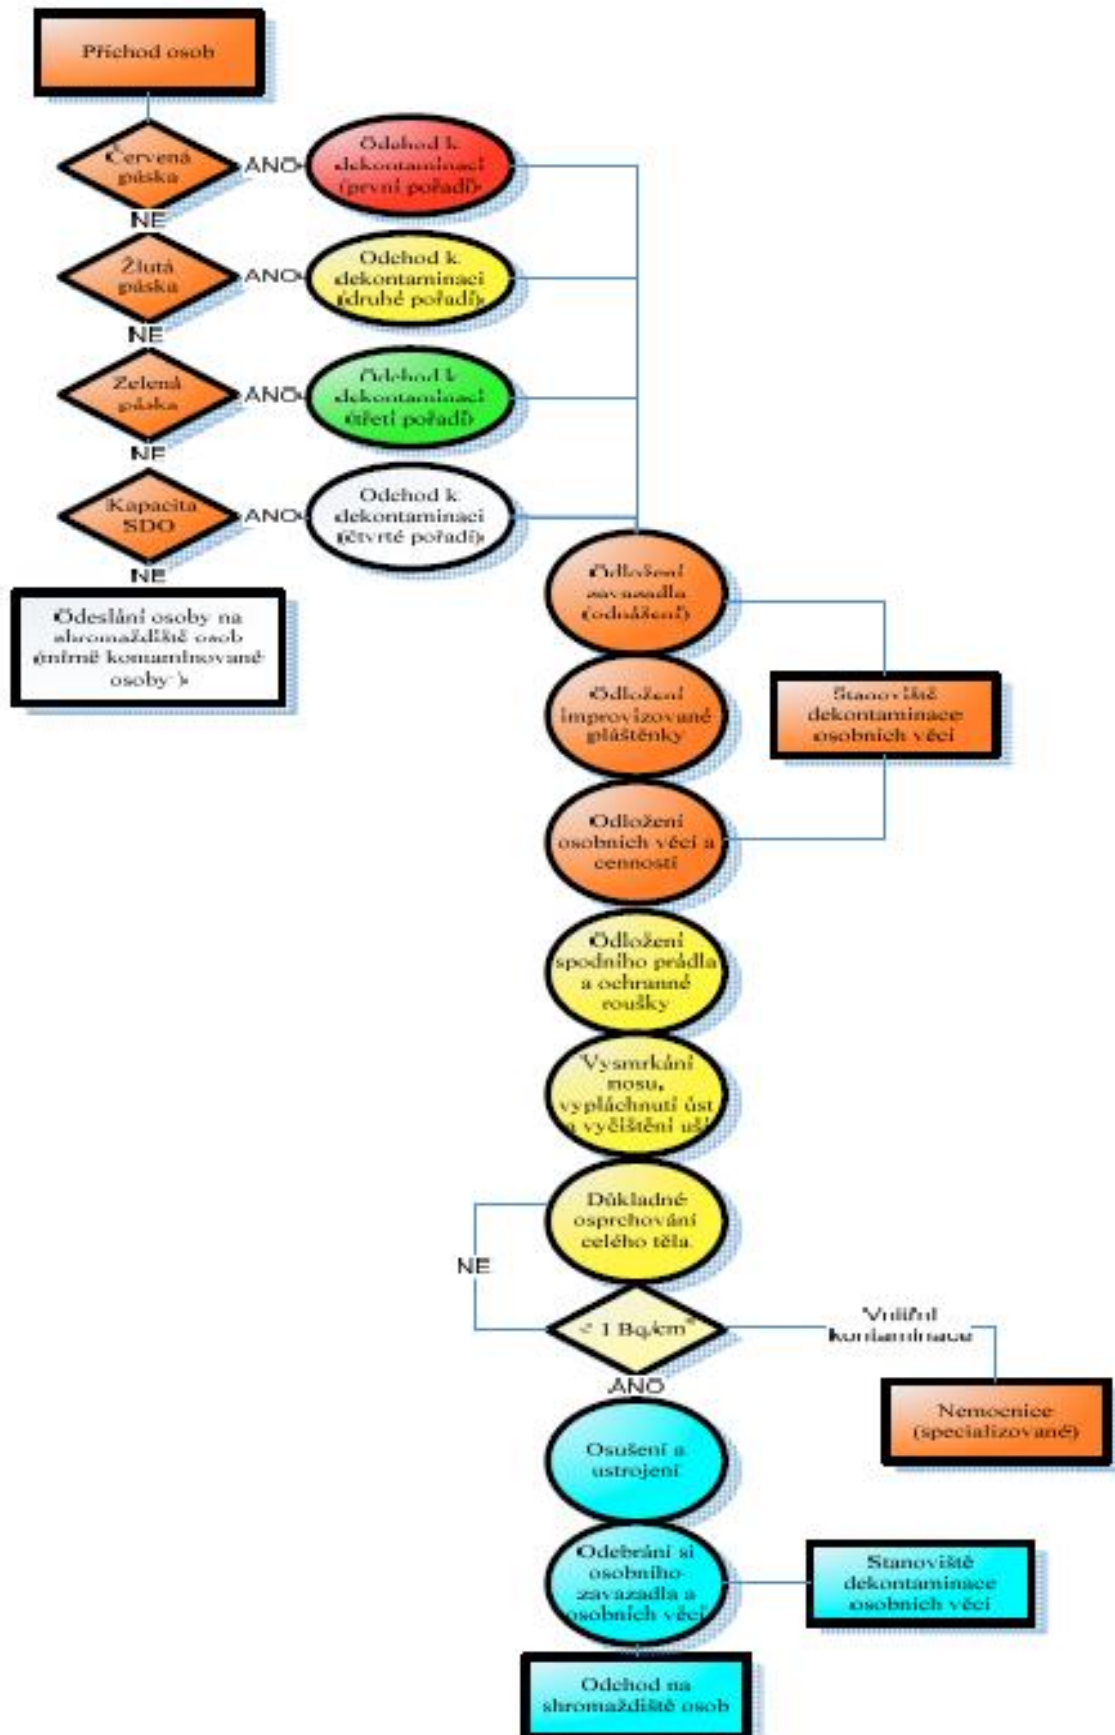 Příchod osob
Červená
páska
ANO
Odchod k
dekontaminaci
(první pořadí)
NE
Žlutá
páska
ANO
Odchod k
dekontaminaci
(druhé pořadí)
NE
Zelená
páska
ANO
Odchod k
dekontaminaci
(třetí pořadí)
NE
Kapacita
SDO
ANO
Odchod k
dekontaminaci
(čtvrté pořadí)
NE
Odeslání osoby na
shromaždiště osob
(mírně kontaminované
osoby)
Odložení
zavazadla
(odnášení)
Odložení
improvizované
pláštěnky
Stanoviště
dekontaminace
osobních věcí
Odložení
osobních věcí a
cenností
Odložení
spodního prádla
a ochranné
roušky
Vysmrkání
nosu,
vypláchnutí úst
a vyčištění uší
Důkladné
osprchování
celého těla
NE
< 1 Bq/cm²
Vnitřní
kontaminace
ANO
Nemocnice
(specializované)
Osušení a
ustrojení
Odebrání si
osobního
zavazadla a
osobních věcí
Stanoviště
dekontaminace
osobních věcí
Odchod na
shromaždiště osob